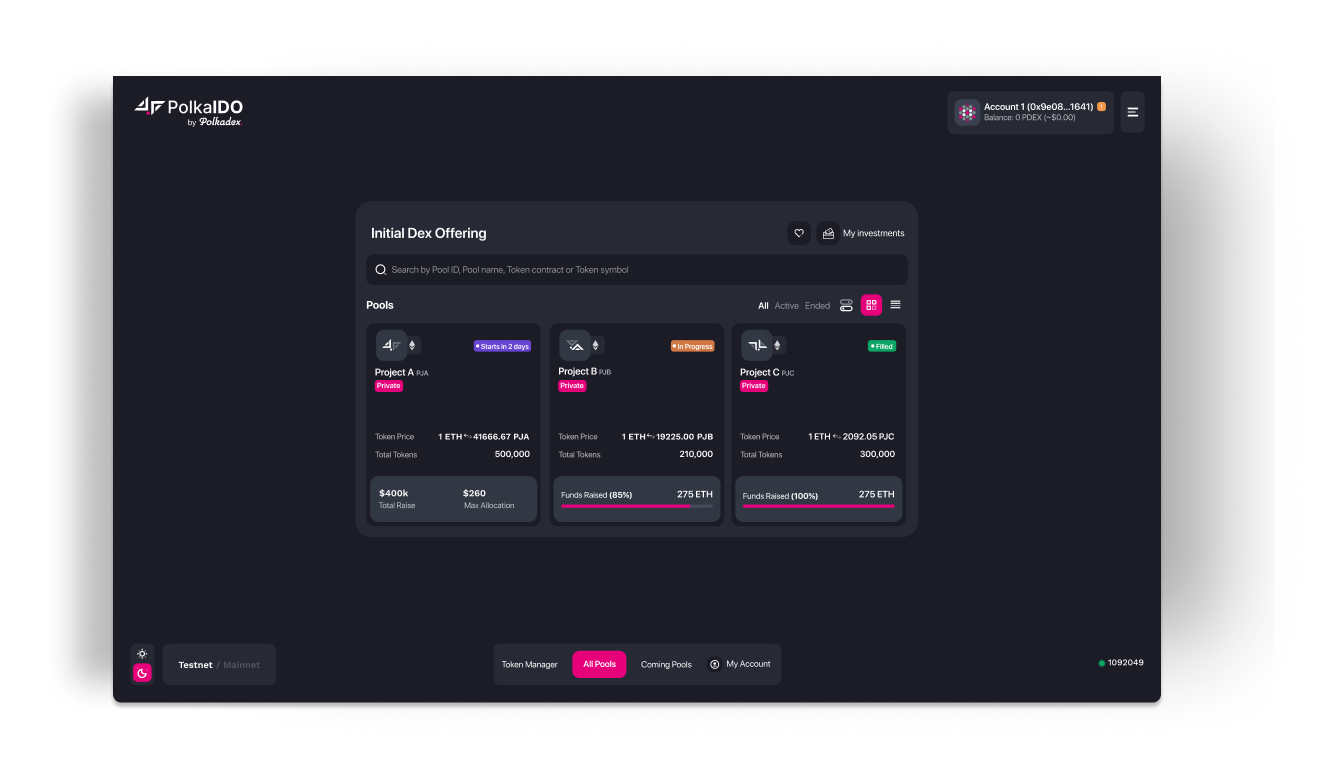 PolkaIDO
by Polkadex
Account 1 (0x9e08...1641)
Balance: 0 PDEX (~$0.00)
Initial Dex Offering
My investments
Search by Pool ID, Pool name, Token contract or Token symbol
Pools
All Active Ended
Starts in 2 days
Project A PJA
Private
Token Price 1 ETH 41666.67 PJA
Total Tokens 500,000
$400k $260
Total Raise Max Allocation
In Progress
Project B PJB
Private
Token Price 1 ETH 19225.00 PJB
Total Tokens 210,000
Funds Raised (85%) 275 ETH
Filled
Project C PJC
Private
Token Price 1 ETH 2092.05 PJC
Total Tokens 300,000
Funds Raised (100%) 275 ETH
Testnet / Mainnet
Token Manager All Pools Coming Pools My Account
1092049